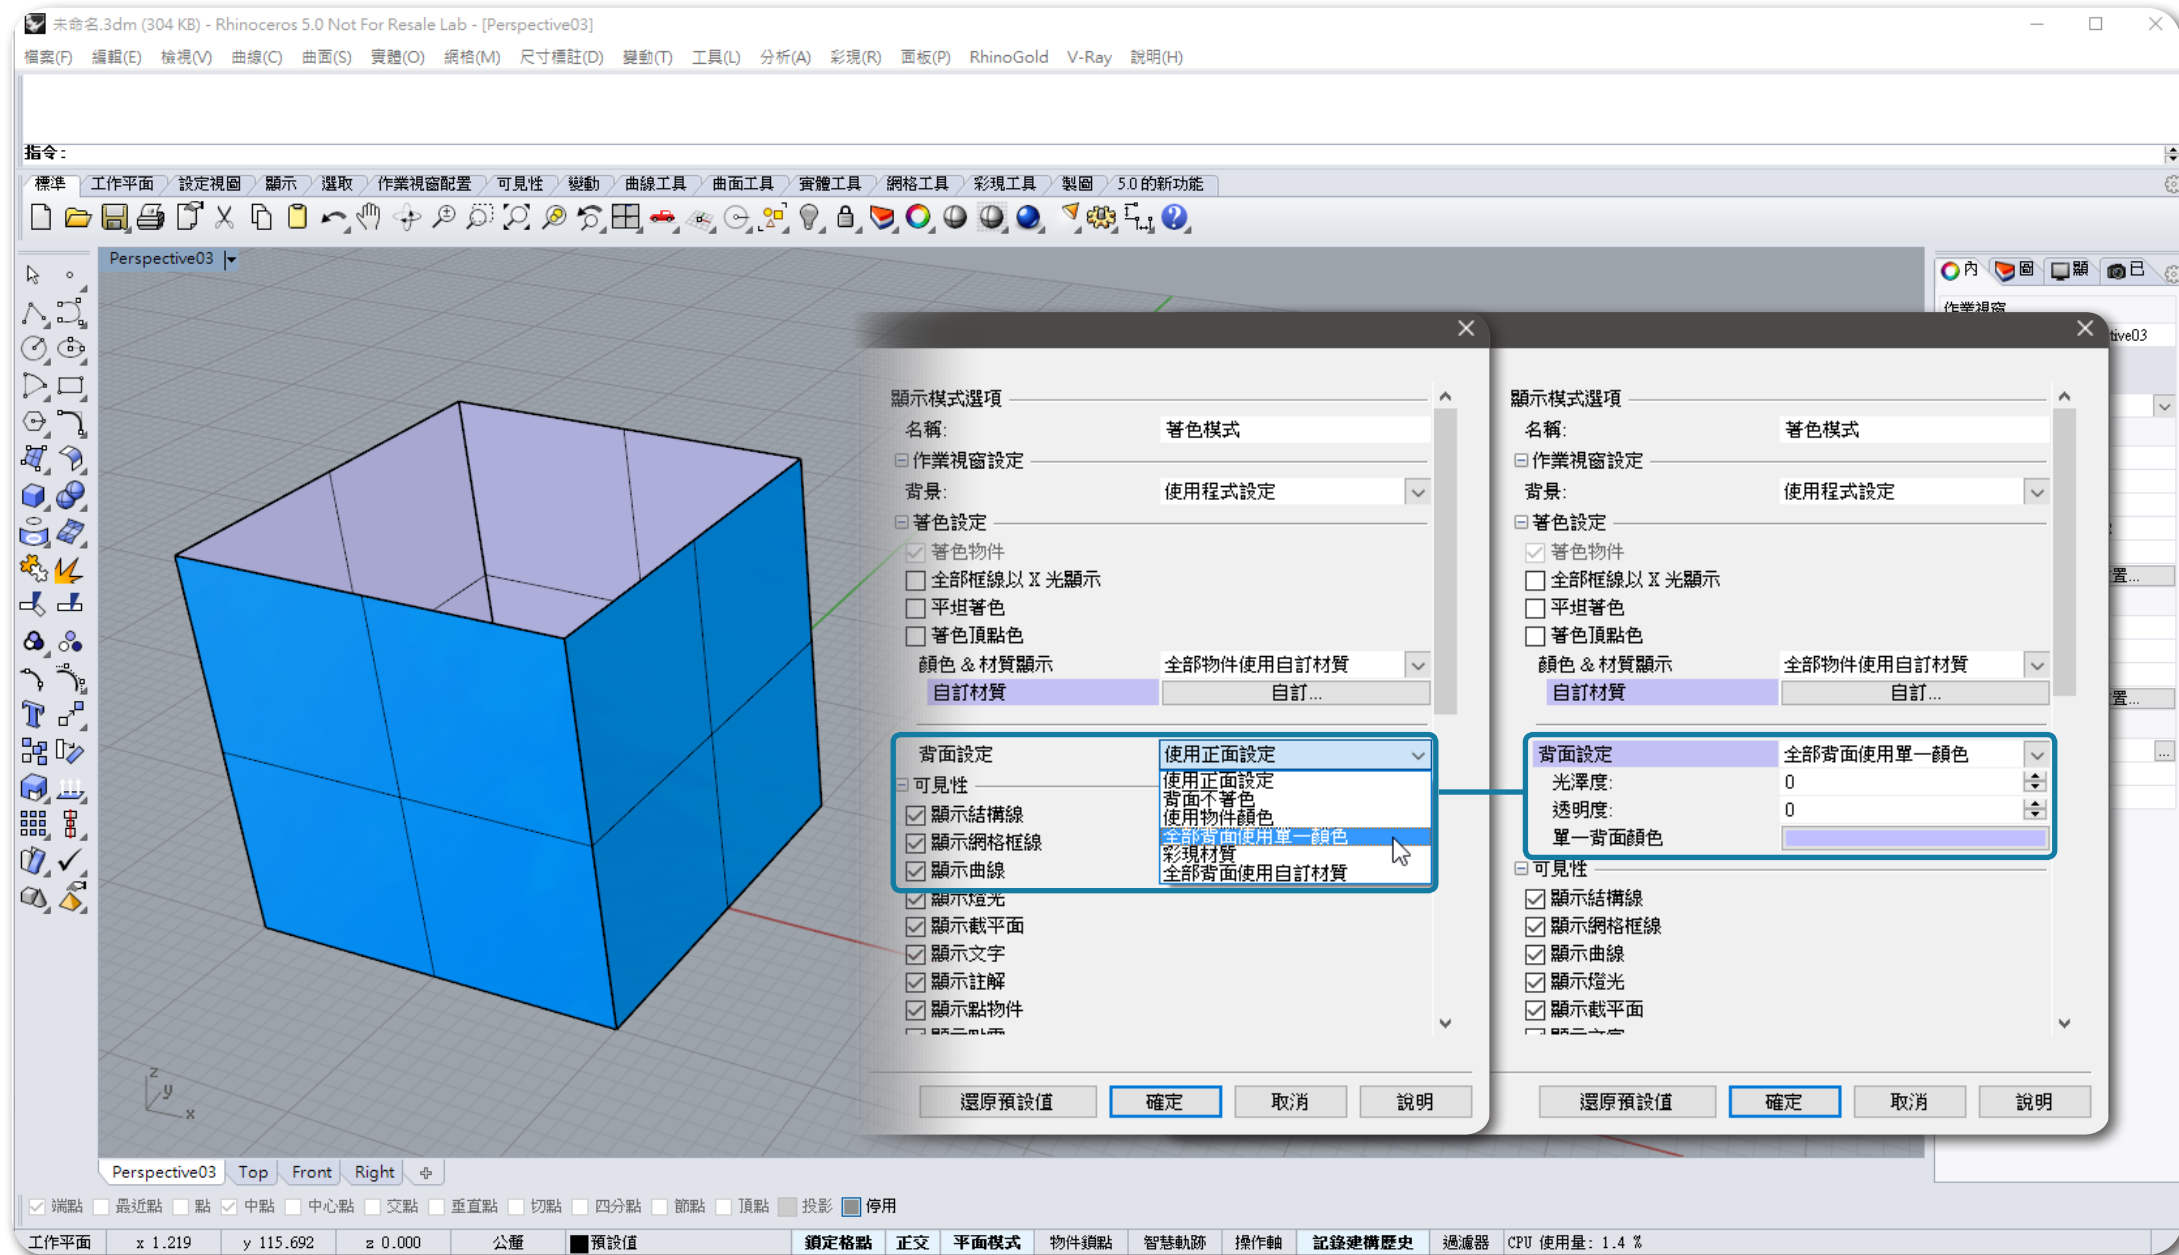 未命名.3dm (304 KB) - Rhinoceros 5.0 Not For Resale Lab - [Perspective03]
檔案(F) 編輯(E) 檢視(V) 曲線(C) 曲面(S) 實體(O) 網格(M) 尺寸標註(D) 變動(T) 工具(L) 分析(A) 彩現(R) 面板(P) RhinoGold V-Ray 說明(H)
指令:
標準 工作平面 設定視圖 顯示 選取 作業視窗配置 可見性 變動 曲線工具 曲面工具 實體工具 網格工具 彩現工具 製圖 5.0 的新功能
Perspective03
內 圖 顯 已
作業視窗
tive03
顯示模式選項
名稱: 著色模式
作業視窗設定
背景: 使用程式設定
著色設定
著色物件
全部框線以 X 光顯示
平坦著色
著色頂點色
顏色 & 材質顯示 全部物件使用自訂材質
自訂材質 自訂...
背面設定 使用正面設定
使用正面設定
背面不著色
使用物件顏色
全部背面使用單一顏色
彩現材質
全部背面使用自訂材質
可見性
顯示結構線
顯示網格框線
顯示曲線
顯示燈光
顯示截平面
顯示文字
顯示註解
顯示點物件
還原預設值 確定 取消 說明
顯示模式選項
名稱: 著色模式
作業視窗設定
背景: 使用程式設定
著色設定
著色物件
全部框線以 X 光顯示
平坦著色
著色頂點色
顏色 & 材質顯示 全部物件使用自訂材質
自訂材質 自訂...
背面設定 全部背面使用單一顏色
光澤度: 0
透明度: 0
單一背面顏色
可見性
顯示結構線
顯示網格框線
顯示曲線
顯示燈光
顯示截平面
還原預設值 確定 取消 說明
置...
置...
...
z
y
x
Perspective03 Top Front Right
端點 最近點 點 中點 中心點 交點 垂直點 切點 四分點 節點 頂點 投影 停用
工作平面 x 1.219 y 115.692 z 0.000 公釐 預設值 鎖定格點 正交 平面模式 物件鎖點 智慧軌跡 操作軸 記錄建構歷史 過濾器 CPU 使用量: 1.4 %